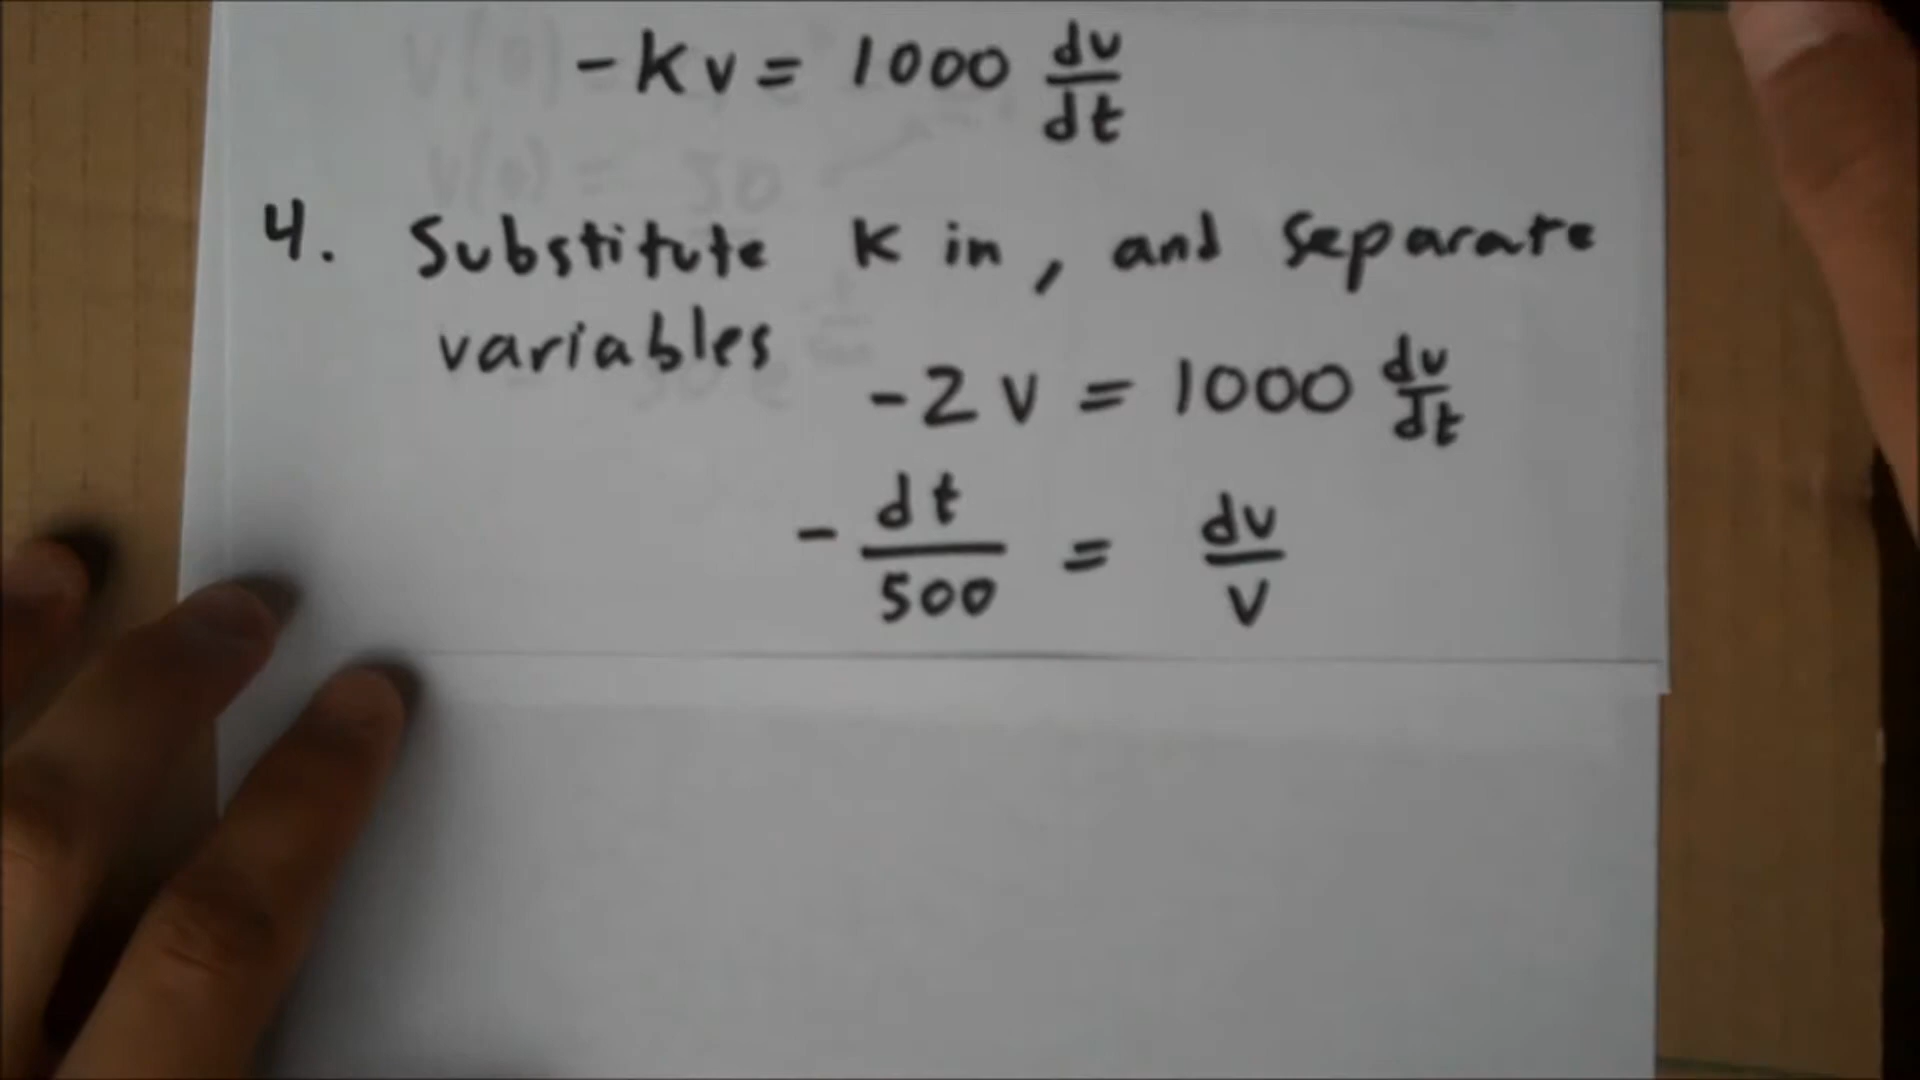 -kv = 1000 dv/dt
4. Substitute k in, and separate
variables
-2v = 1000 dv/dt
- dt/500 = dv/v